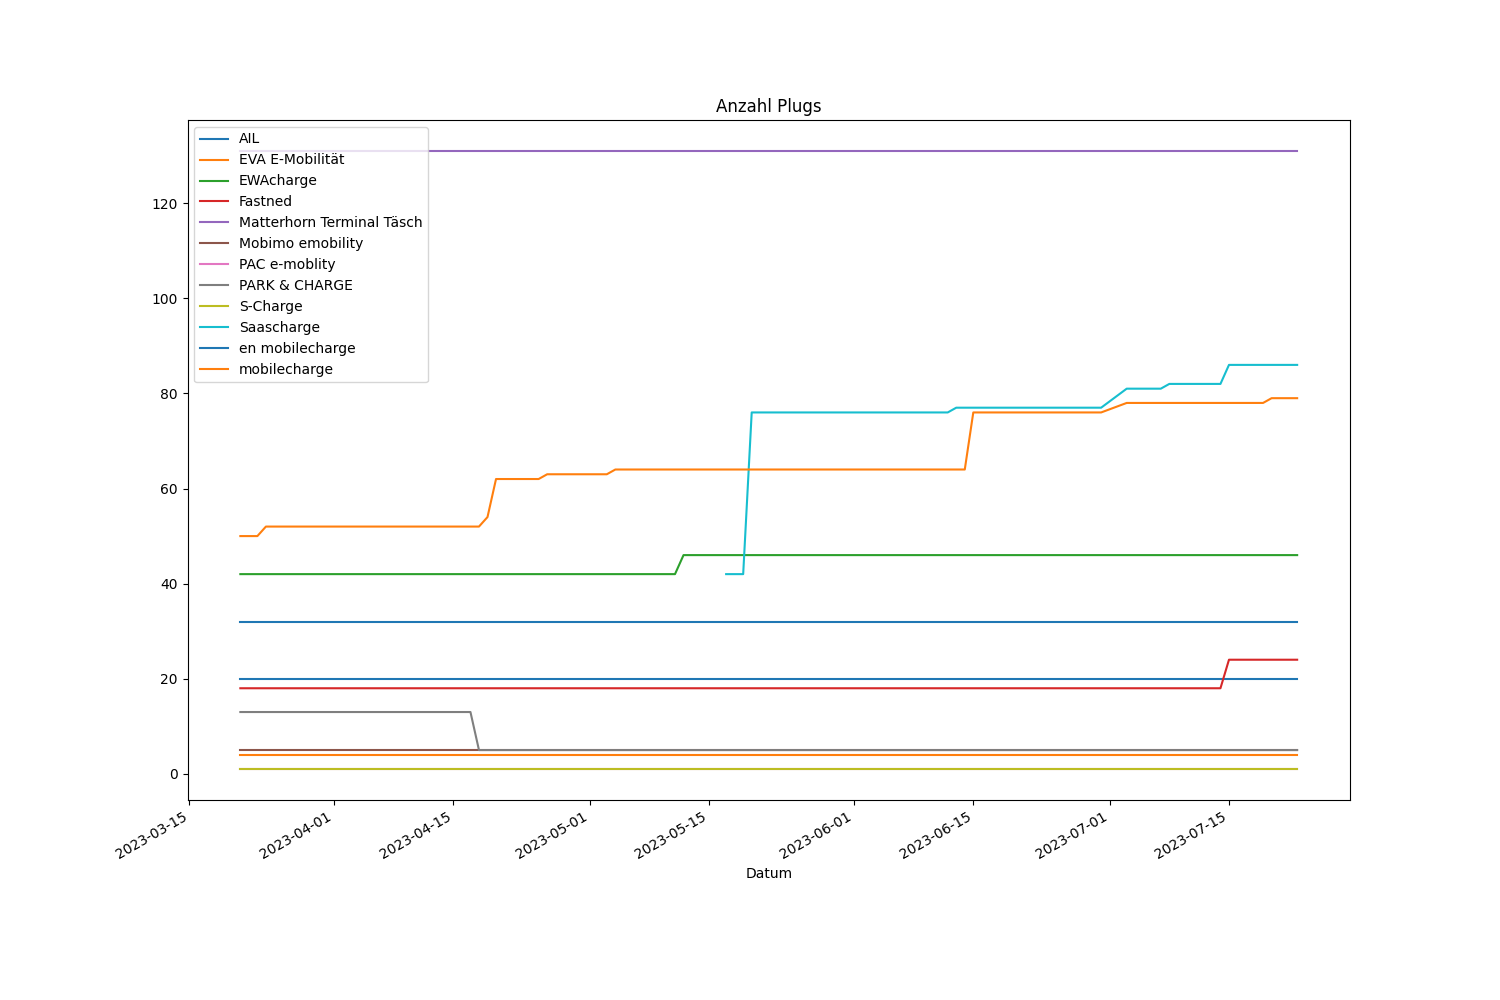 Anzahl Plugs
AIL
EVA E-Mobilität
EWAcharge
Fastned
Matterhorn Terminal Täsch
Mobimo emobility
PAC e-moblity
PARK & CHARGE
S-Charge
Saascharge
en mobilecharge
mobilecharge
120
100
80
60
40
20
0
2023-03-15
2023-04-01
2023-04-15
2023-05-01
2023-05-15
2023-06-01
2023-06-15
2023-07-01
2023-07-15
Datum